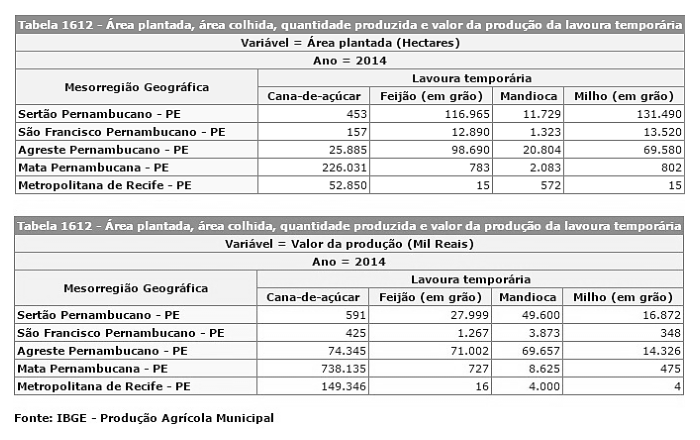 Tabela 1612 - Área plantada, área colhida, quantidade produzida e valor da produção da lavoura temporária
Variável = Área plantada (Hectares)
Ano = 2014
Mesorregião Geográfica Lavoura temporária
Cana-de-açúcar Feijão (em grão) Mandioca Milho (em grão)
Sertão Pernambucano - PE 453 116.965 11.729 131.490
São Francisco Pernambucano - PE 157 12.890 1.323 13.520
Agreste Pernambucano - PE 25.885 98.690 20.804 69.580
Mata Pernambucana - PE 226.031 783 2.083 802
Metropolitana de Recife - PE 52.850 15 572 15
Tabela 1612 - Área plantada, área colhida, quantidade produzida e valor da produção da lavoura temporária
Variável = Valor da produção (Mil Reais)
Ano = 2014
Mesorregião Geográfica Lavoura temporária
Cana-de-açúcar Feijão (em grão) Mandioca Milho (em grão)
Sertão Pernambucano - PE 591 27.999 49.600 16.872
São Francisco Pernambucano - PE 425 1.267 3.873 348
Agreste Pernambucano - PE 74.345 71.002 69.657 14.326
Mata Pernambucana - PE 738.135 727 8.625 475
Metropolitana de Recife - PE 149.346 16 4.000 4
Fonte: IBGE - Produção Agrícola Municipal